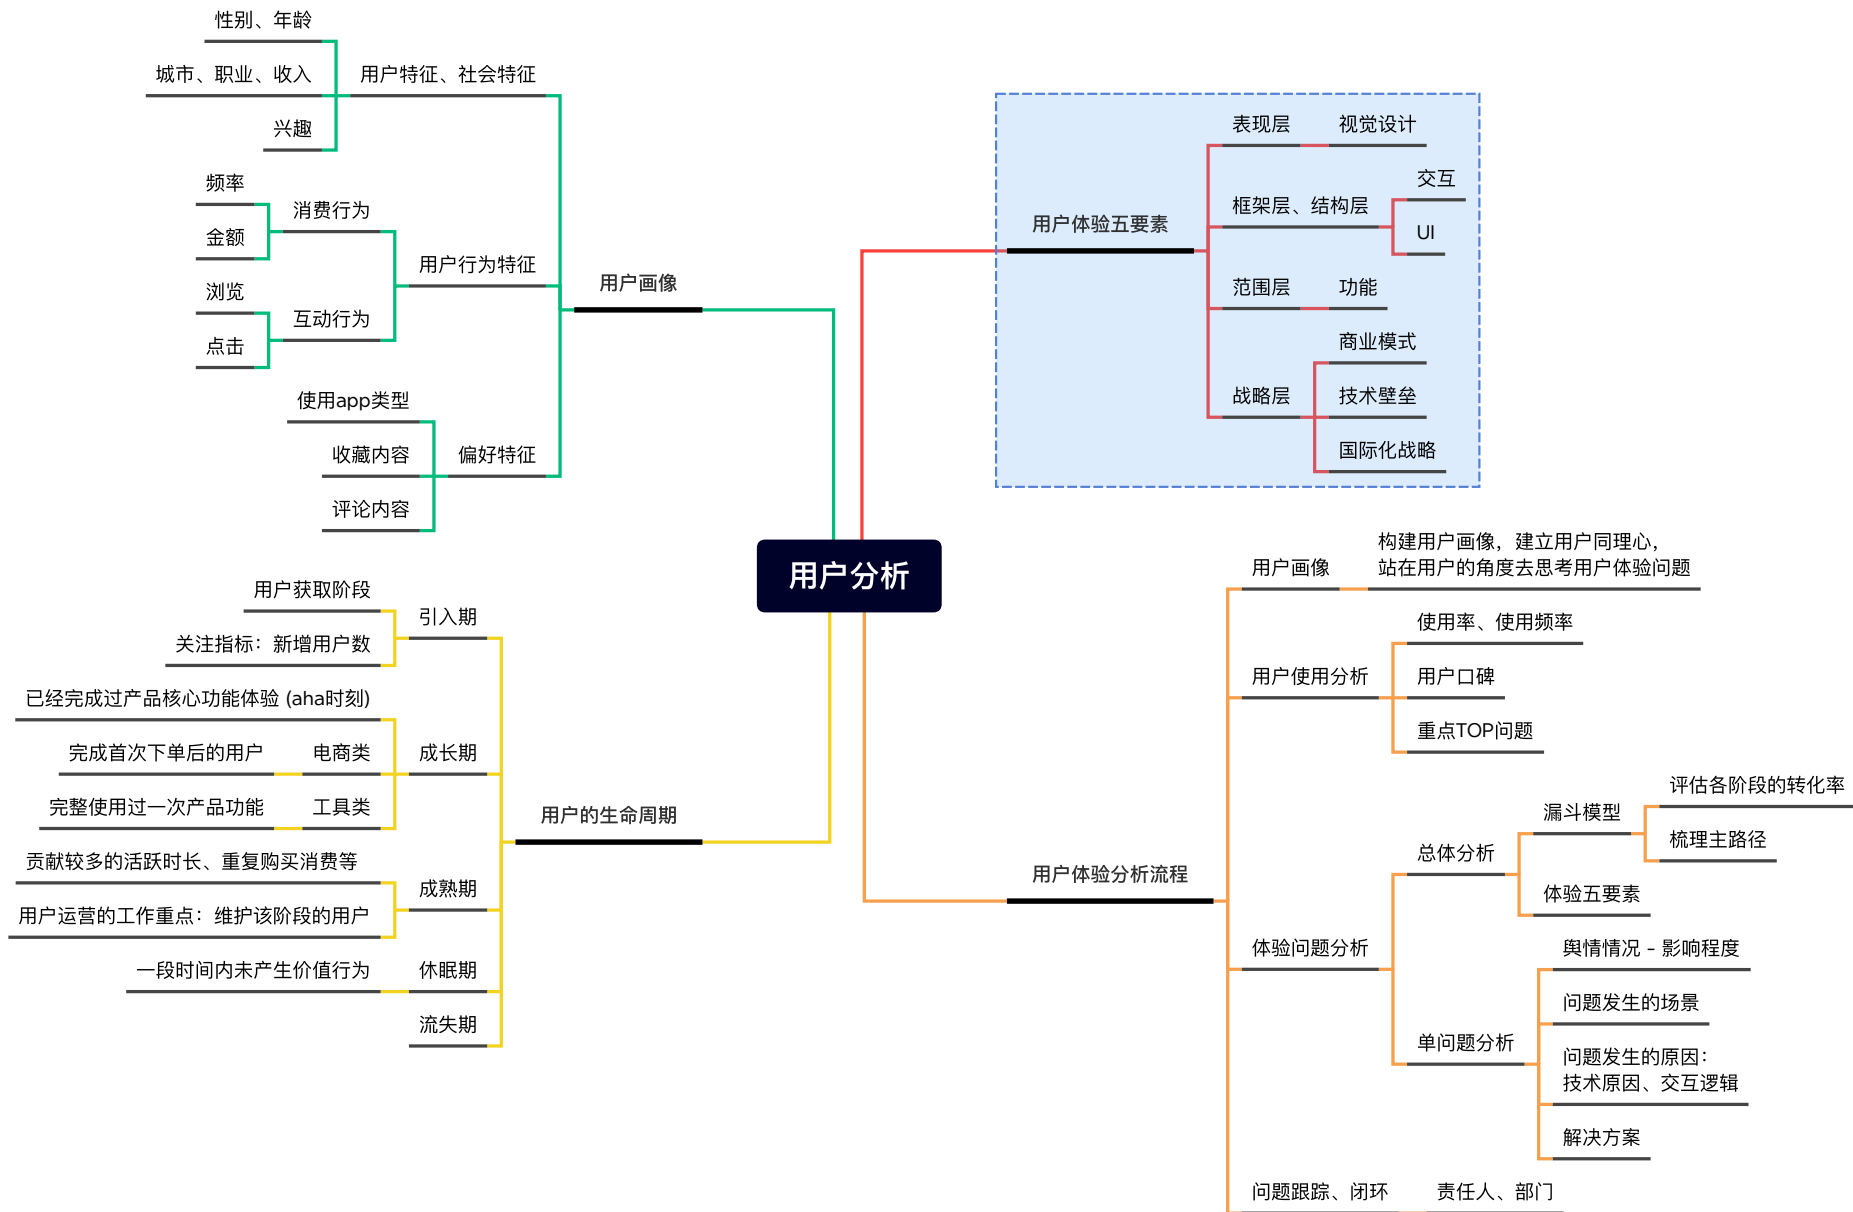 用户分析
用户画像
用户特征、社会特征
性别、年龄
城市、职业、收入
兴趣
用户行为特征
消费行为
频率
金额
互动行为
浏览
点击
偏好特征
使用app类型
收藏内容
评论内容
用户的生命周期
引入期
用户获取阶段
关注指标：新增用户数
成长期
已经完成过产品核心功能体验 (aha时刻)
电商类
完成首次下单后的用户
工具类
完整使用过一次产品功能
成熟期
贡献较多的活跃时长、重复购买消费等
用户运营的工作重点：维护该阶段的用户
休眠期
一段时间内未产生价值行为
流失期
用户体验五要素
表现层
视觉设计
框架层、结构层
交互
UI
范围层
功能
战略层
商业模式
技术壁垒
国际化战略
用户体验分析流程
用户画像
构建用户画像，建立用户同理心，
站在用户的角度去思考用户体验问题
用户使用分析
使用率、使用频率
用户口碑
重点TOP问题
体验问题分析
总体分析
漏斗模型
评估各阶段的转化率
梳理主路径
体验五要素
单问题分析
舆情情况 - 影响程度
问题发生的场景
问题发生的原因：
技术原因、交互逻辑
解决方案
问题跟踪、闭环
责任人、部门